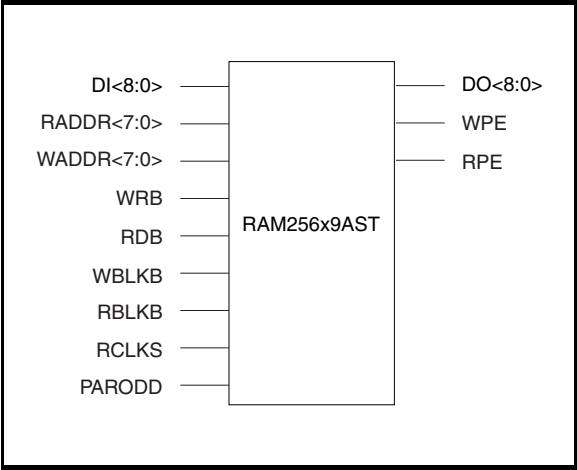 DI<8:0>
RADDR<7:0>
WADDR<7:0>
WRB
RDB
WBLKB
RBLKB
RCLKS
PARODD
RAM256x9AST
DO<8:0>
WPE
RPE